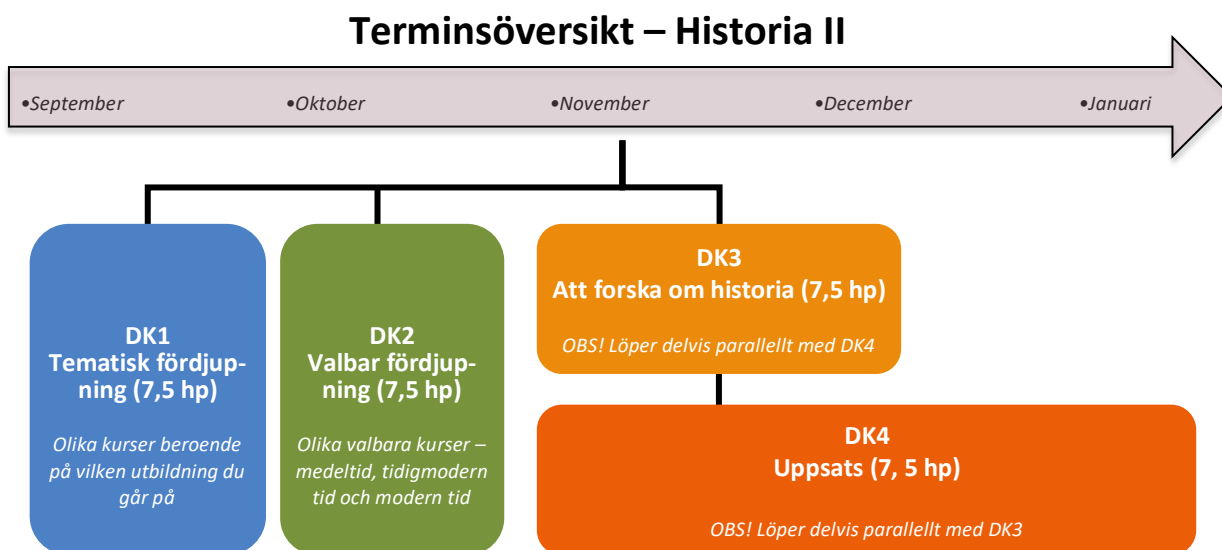 Terminsöversikt – Historia II
•September •Oktober •November •December •Januari
DK1
Tematisk fördjup-
ning (7,5 hp)
Olika kurser beroende
på vilken utbildning du
går på
DK2
Valbar fördjup-
ning (7,5 hp)
Olika valbara kurser –
medeltid, tidigmodern
tid och modern tid
DK3
Att forska om historia (7,5 hp)
OBS! Löper delvis parallellt med DK4
DK4
Uppsats (7, 5 hp)
OBS! Löper delvis parallellt med DK3